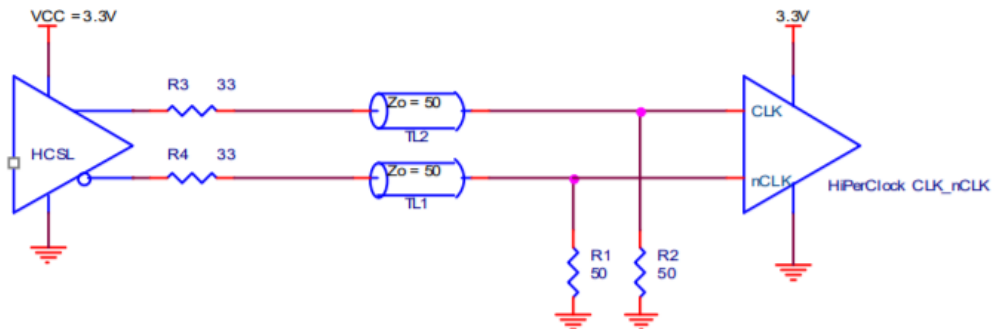 VCC = 3.3V
3.3V
R3 33
Zo = 50
TL2
CLK
HCSL
R4 33
Zo = 50
TL1
nCLK
HiPerClock CLK_nCLK
R1
50
R2
50